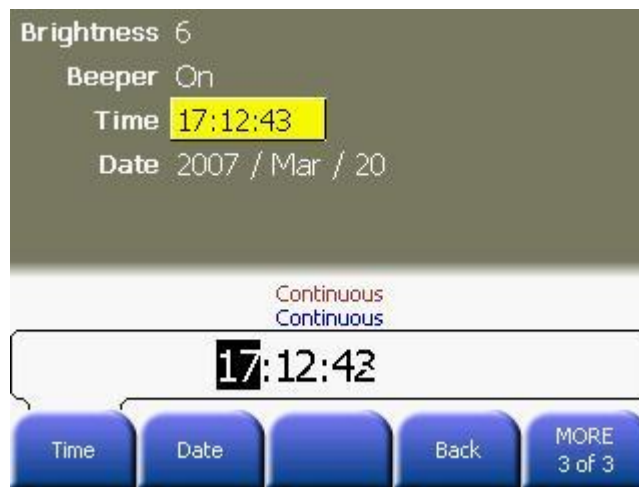 Brightness 6
Beeper On
Time 17:12:43
Date 2007 / Mar / 20
Continuous
Continuous
17:12:43
Time Date Back MORE
3 of 3